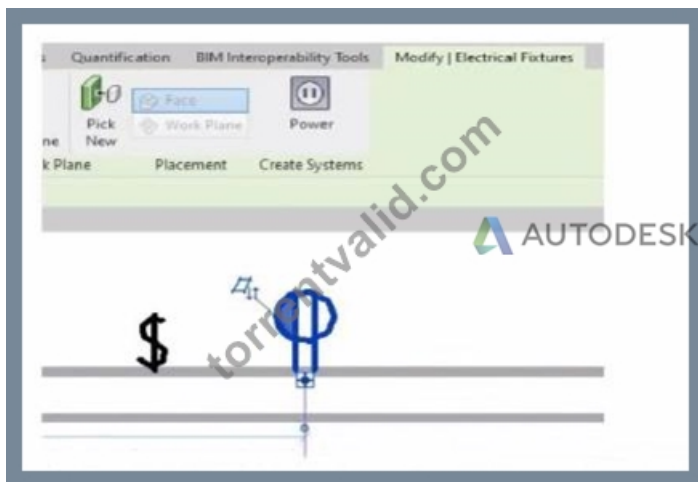 s Quantification BIM Interoperability Tools Modify | Electrical Fixtures
Face
Pick Work Plane Power
ne New
k Plane Placement Create Systems
AUTODESK
torrentvalid.com
$